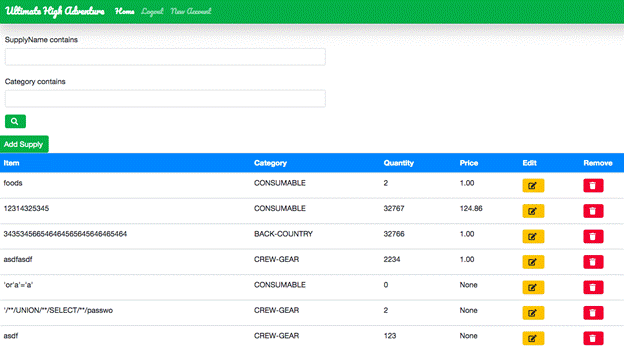 Ultimate High Adventure Home Logout New Account
SupplyName contains
Category contains
Add Supply
Item Category Quantity Price Edit Remove
foods CONSUMABLE 2 1.00
12314325345 CONSUMABLE 32767 124.86
343534566546464565645646465464 BACK-COUNTRY 32766 1.00
asdfasdf CREW-GEAR 2234 1.00
'or'a'='a' CONSUMABLE 0 None
'/**/UNION/**/SELECT/**/passwo CREW-GEAR 2 None
asdf CREW-GEAR 123 None